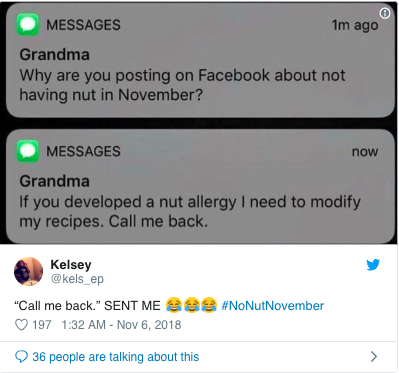 MESSAGES 1m ago
Grandma
Why are you posting on Facebook about not
having nut in November?
MESSAGES now
Grandma
If you developed a nut allergy I need to modify
my recipes. Call me back.
Kelsey
@kels_ep
“Call me back.” SENT ME 😂😂😂 #NoNutNovember
197 1:32 AM - Nov 6, 2018
36 people are talking about this